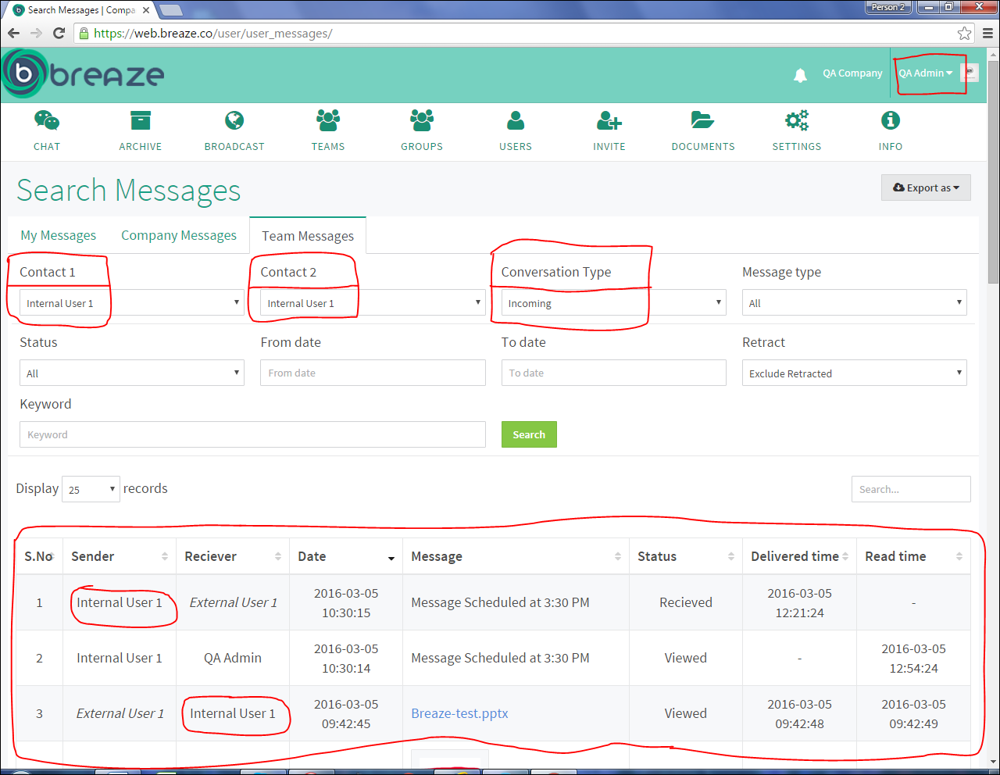 Search Messages | Compa
Person 2
https://web.breaze.co/user/user_messages/
breaze
QA Company
QA Admin
CHAT
ARCHIVE
BROADCAST
TEAMS
GROUPS
USERS
INVITE
DOCUMENTS
SETTINGS
INFO
Search Messages
Export as
My Messages
Company Messages
Team Messages
Contact 1
Contact 2
Conversation Type
Message type
Internal User 1
Internal User 1
Incoming
All
Status
From date
To date
Retract
All
From date
To date
Exclude Retracted
Keyword
Keyword
Search
Display 25 records
Search...
S.No Sender Reciever Date Message Status Delivered time Read time
1 Internal User 1 External User 1 2016-03-05 10:30:15 Message Scheduled at 3:30 PM Recieved 2016-03-05 12:21:24 -
2 Internal User 1 QA Admin 2016-03-05 10:30:14 Message Scheduled at 3:30 PM Viewed - 2016-03-05 12:54:24
3 External User 1 Internal User 1 2016-03-05 09:42:45 Breaze-test.pptx Viewed 2016-03-05 09:42:48 2016-03-05 09:42:49